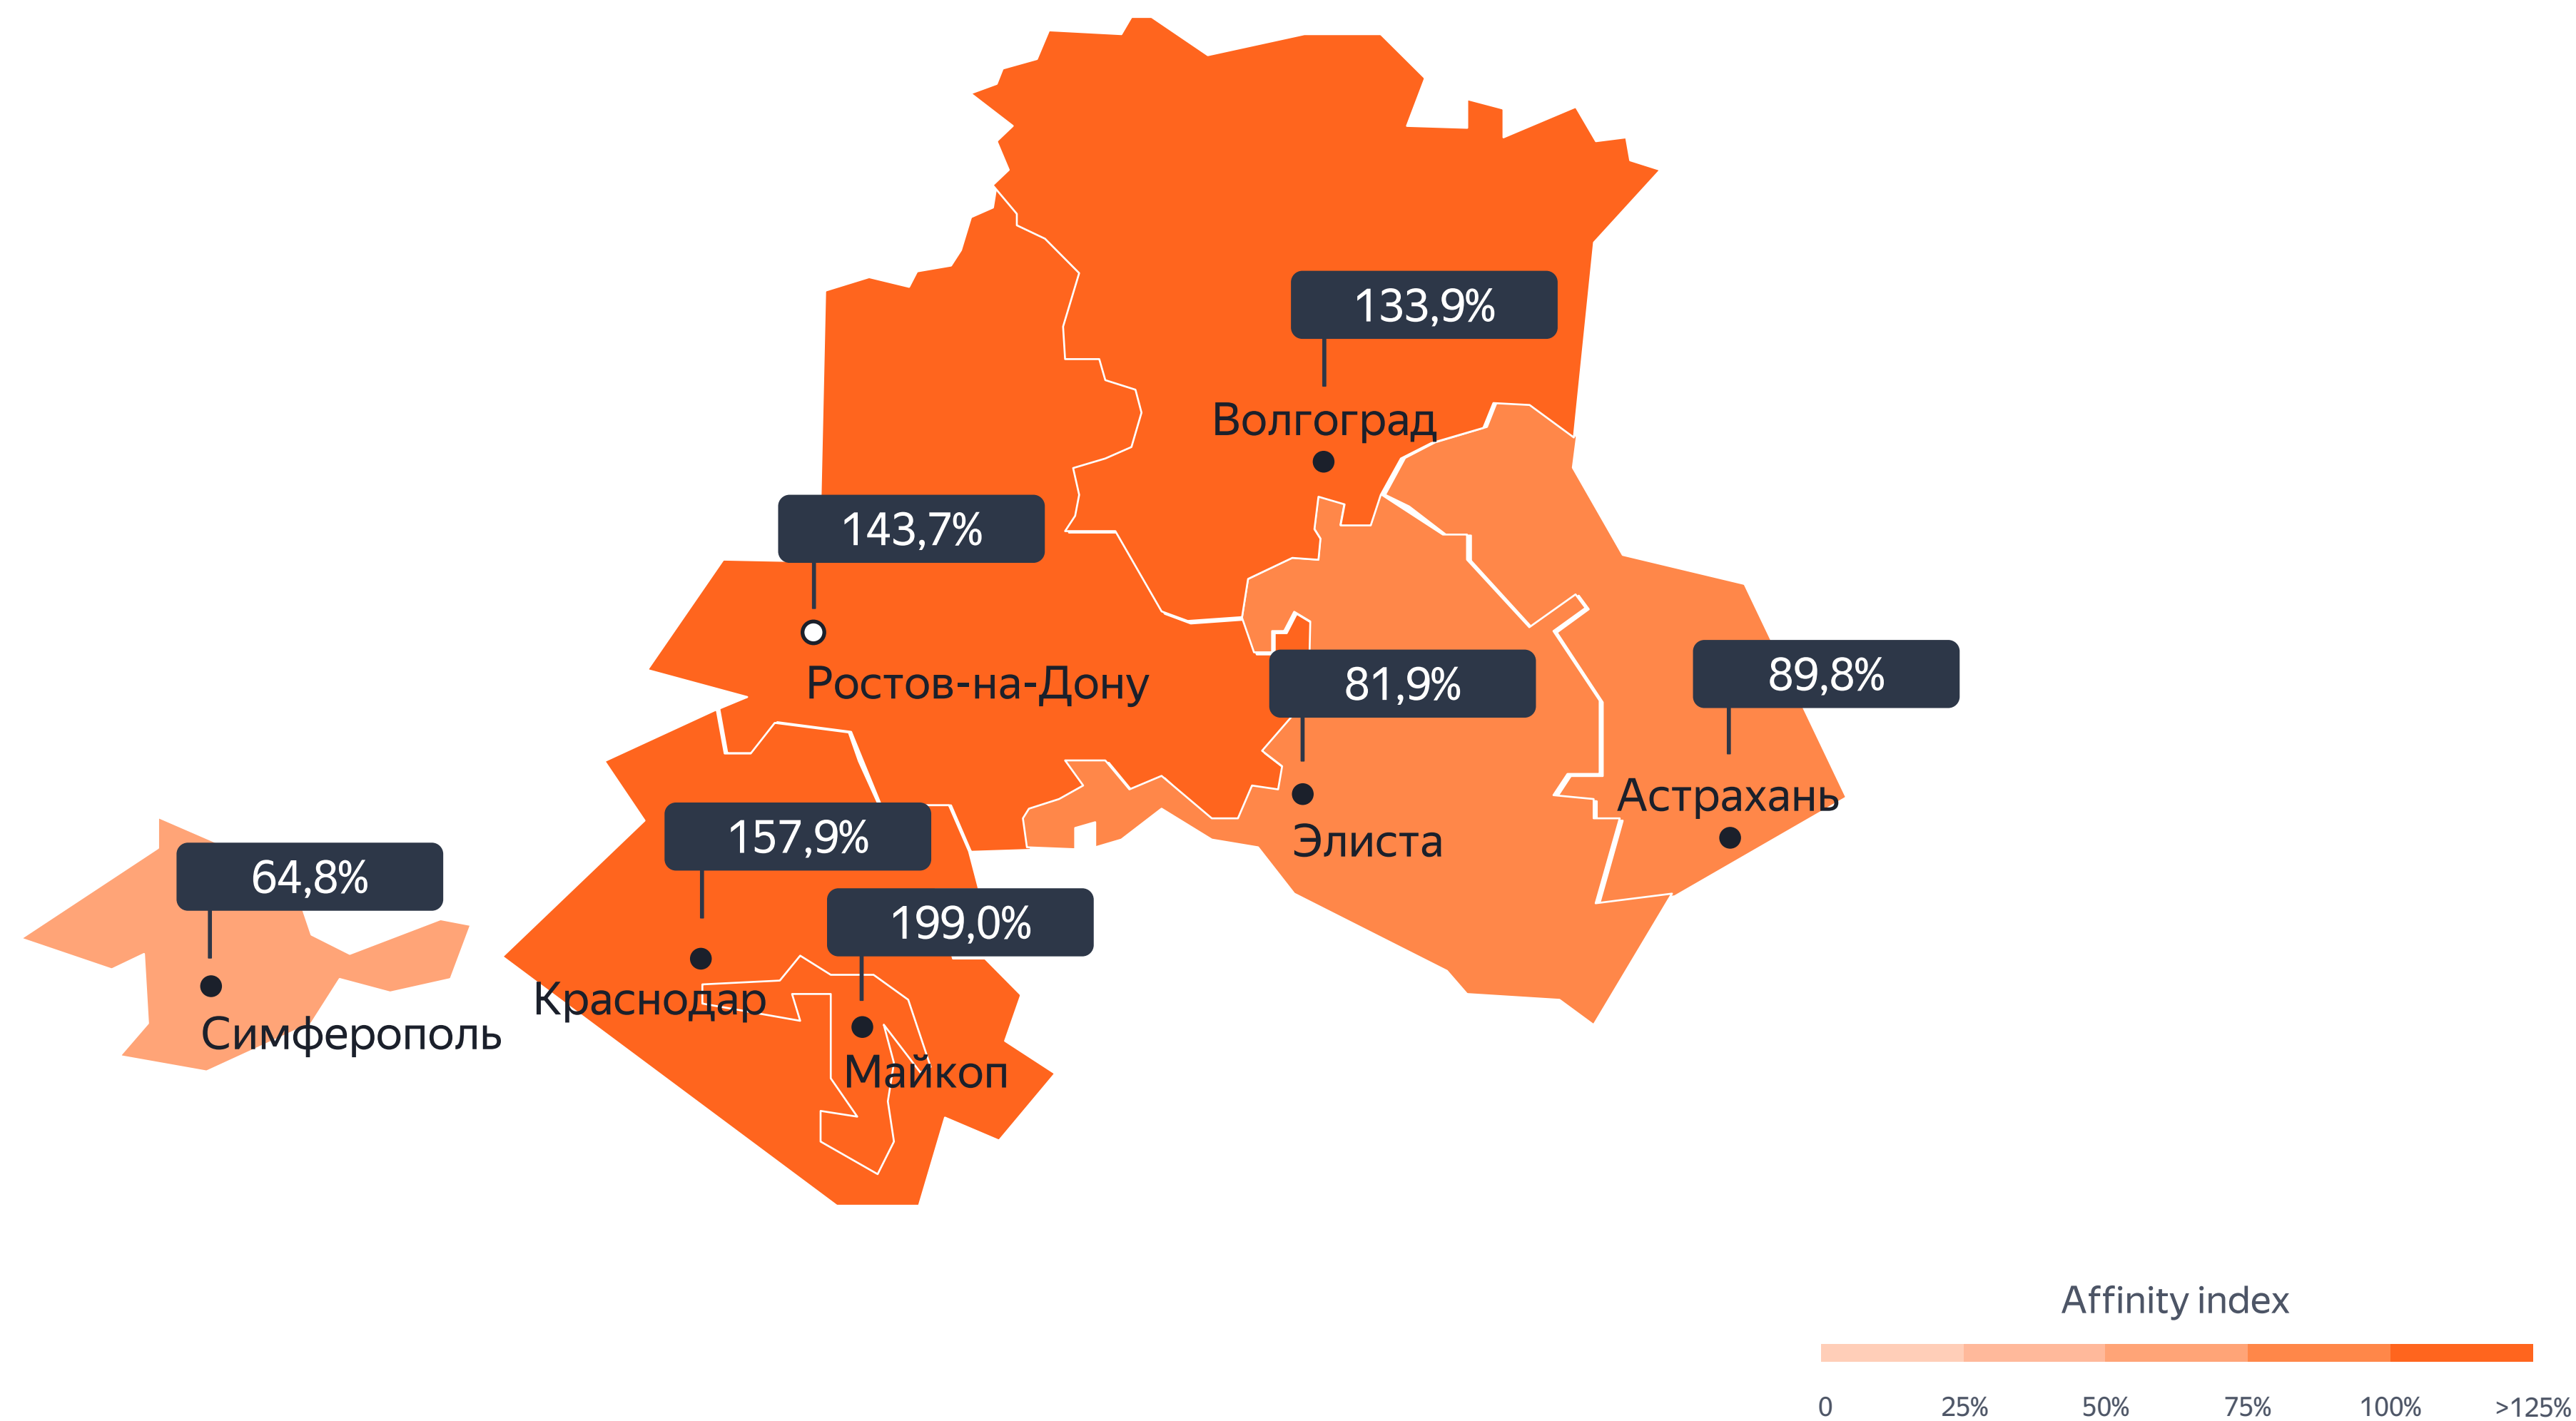 133,9%
Волгоград
143,7%
Ростов-на-Дону
81,9%
Элиста
89,8%
Астрахань
157,9%
Краснодар
199,0%
Майкоп
64,8%
Симферополь
Affinity index
0 25% 50% 75% 100% >125%